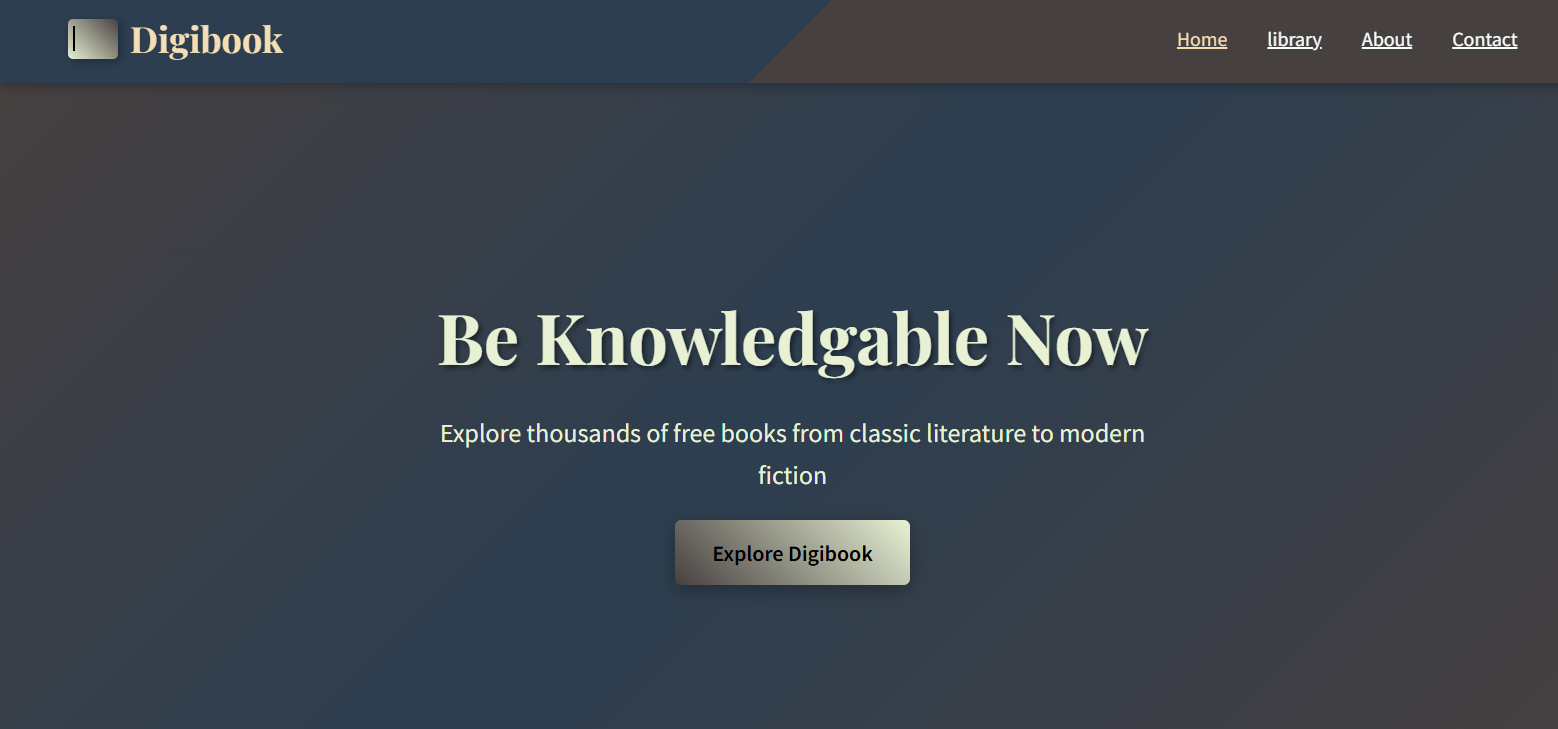 Digibook
Home library About Contact
Be Knowledgable Now
Explore thousands of free books from classic literature to modern
fiction
Explore Digibook